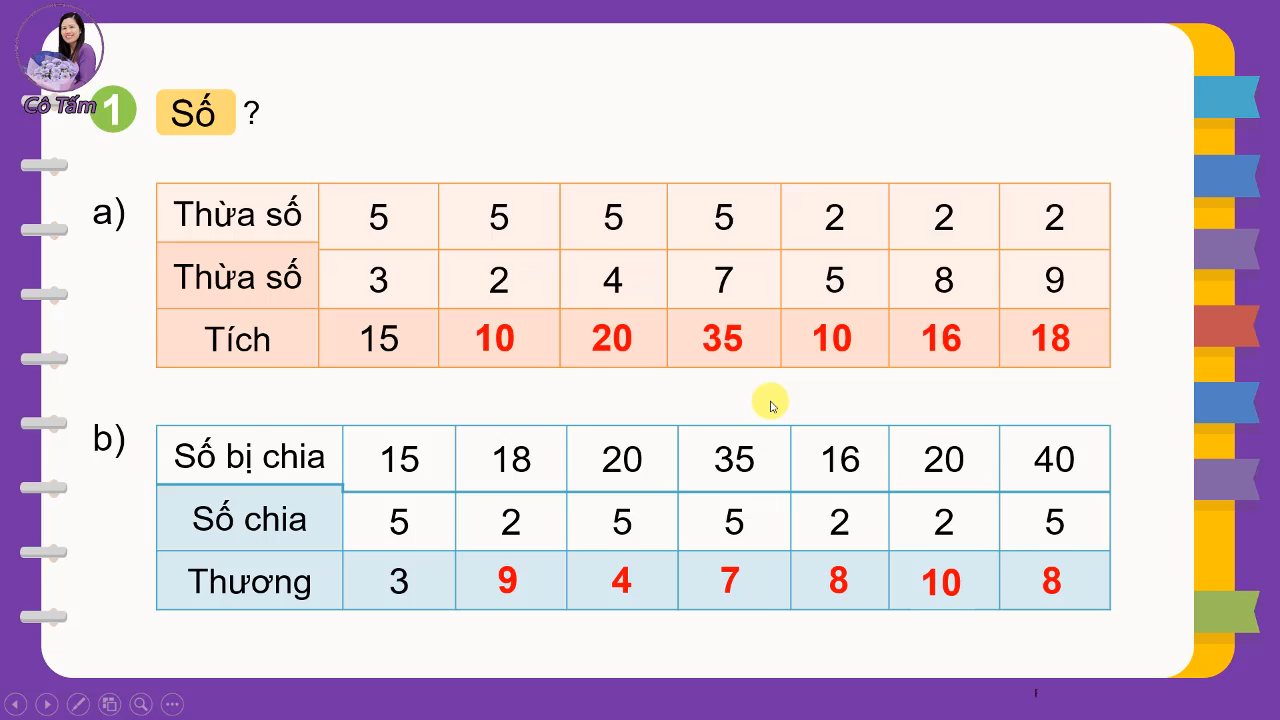 Cô Tấm
1 Số ?
a)
Thừa số 5 5 5 5 2 2 2
Thừa số 3 2 4 7 5 8 9
Tích 15 10 20 35 10 16 18
b)
Số bị chia 15 18 20 35 16 20 40
Số chia 5 2 5 5 2 2 5
Thương 3 9 4 7 8 10 8